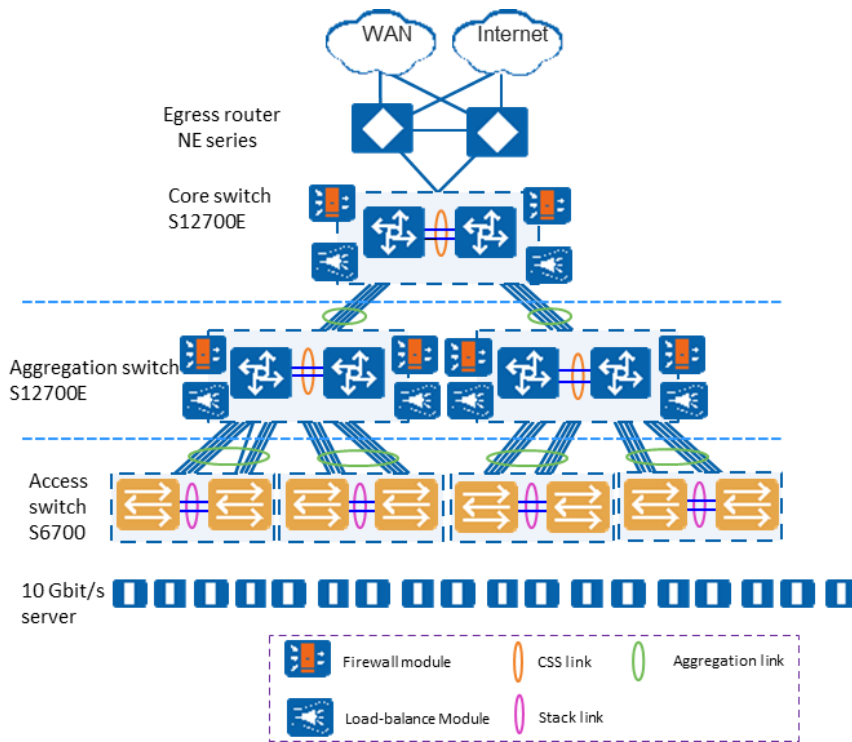 WAN
Internet
Egress router
NE series
Core switch
S12700E
Aggregation switch
S12700E
Access
switch
S6700
10 Gbit/s
server
Firewall module
CSS link
Aggregation link
Load-balance Module
Stack link